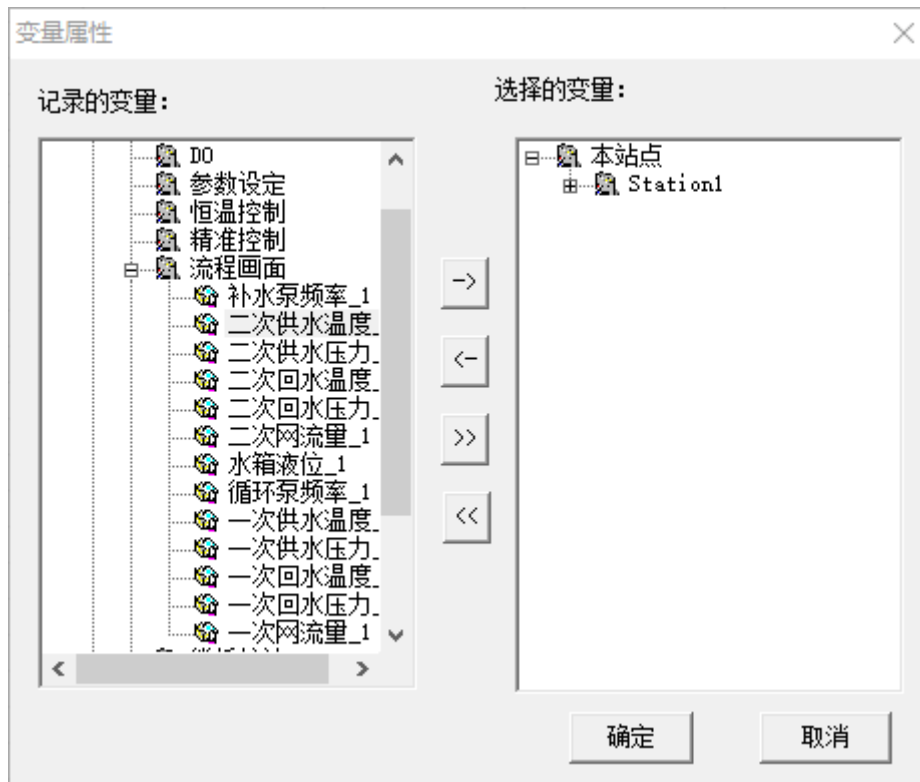 变量属性
记录的变量:
选择的变量:
DO
参数设定
恒温控制
精准控制
流程画面
补水泵频率_1
二次供水温度_
二次供水压力_
二次回水温度_
二次回水压力_
二次网流量_1
水箱液位_1
循环泵频率_1
一次供水温度_
一次供水压力_
一次回水温度_
一次回水压力_
一次网流量_1
->
<-
>>
<<
本站点
Station1
确定
取消